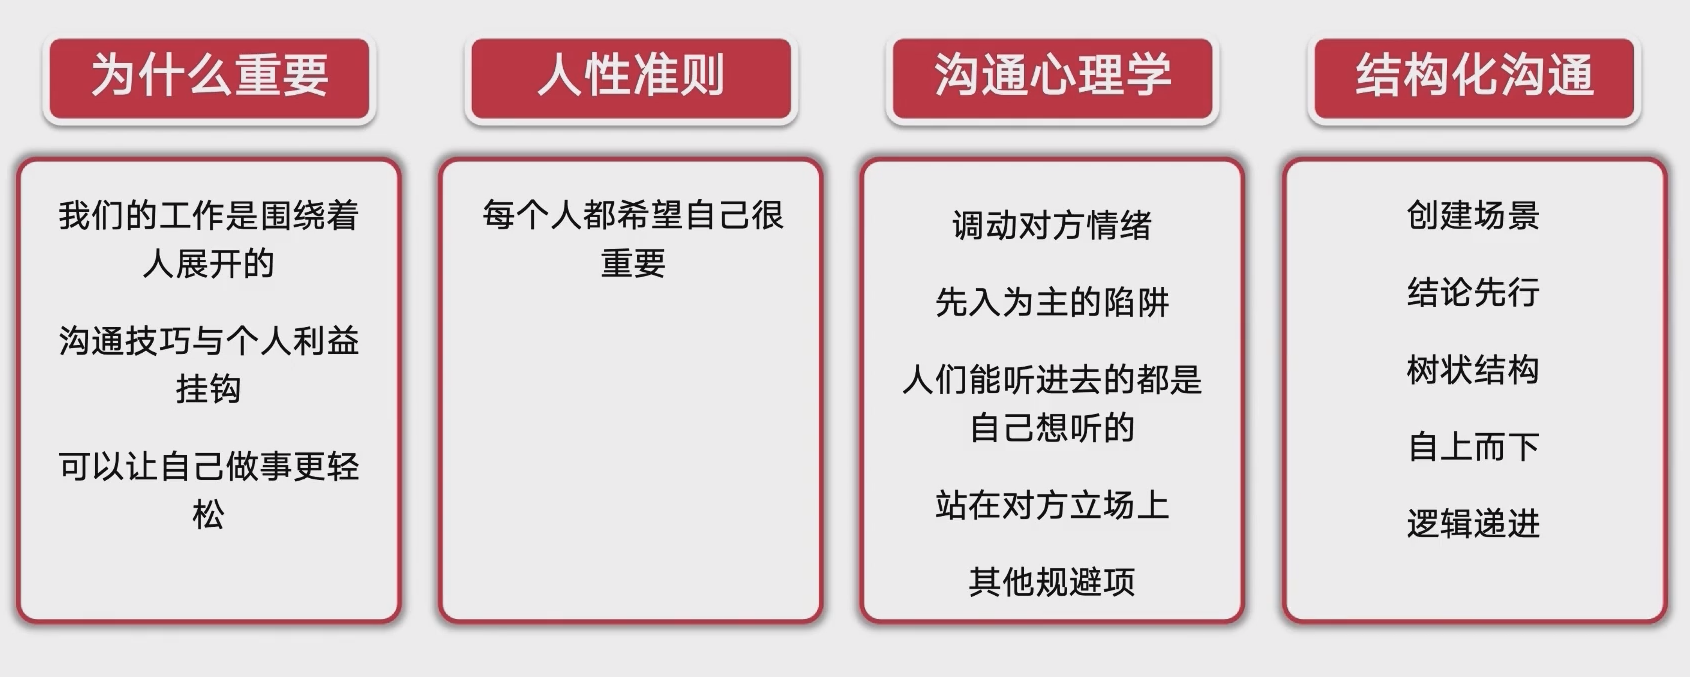 为什么重要
我们的工作是围绕着
人展开的
沟通技巧与个人利益
挂钩
可以让自己做事更轻
松
人性准则
每个人都希望自己很
重要
沟通心理学
调动对方情绪
先入为主的陷阱
人们能听进去的都是
自己想听的
站在对方立场上
其他规避项
结构化沟通
创建场景
结论先行
树状结构
自上而下
逻辑递进